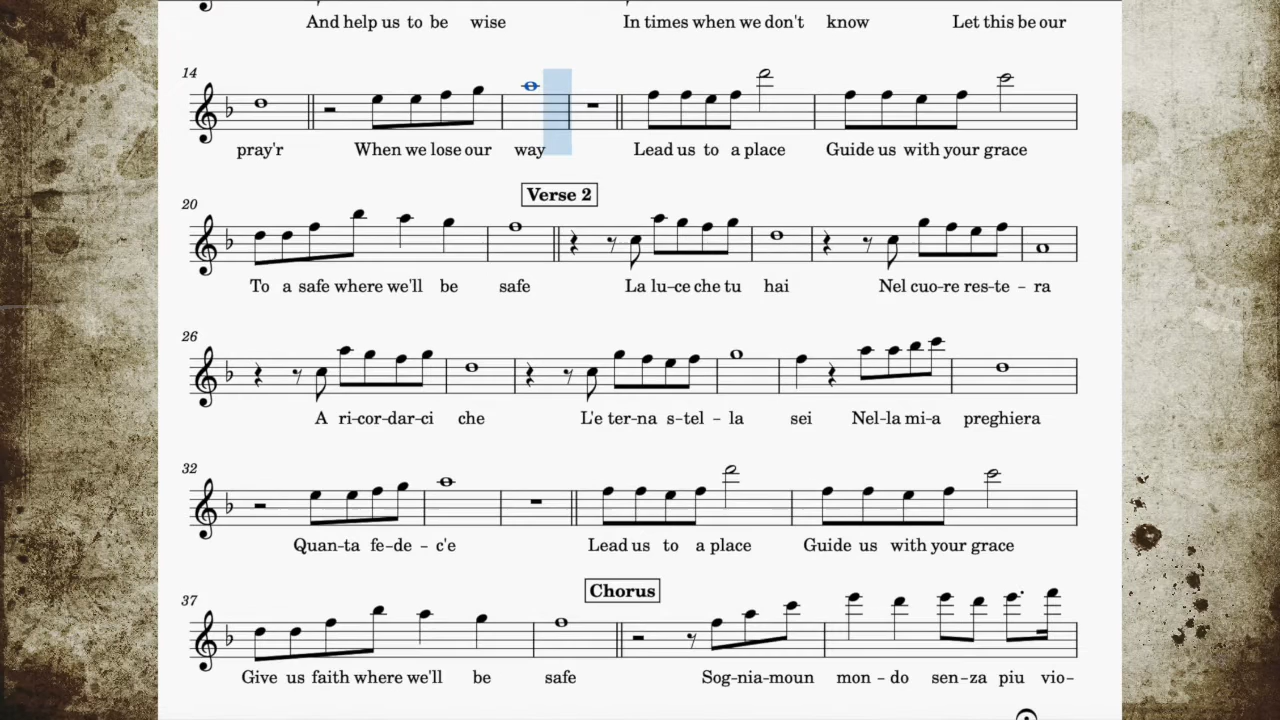 And help us to be wise In times when we don't know Let this be our
14
pray'r When we lose our way Lead us to a place Guide us with your grace
20 Verse 2
To a safe where we'll be safe La lu-ce che tu hai Nel cuo-re res-te - ra
26
A ri-cor-dar-ci che L'e ter-na s-tel - la sei Nel-la mi-a preghiera
32
Quan-ta fe-de - c'e Lead us to a place Guide us with your grace
37 Chorus
Give us faith where we'll be safe Sog-nia-moun mon - do sen-za piu vio-